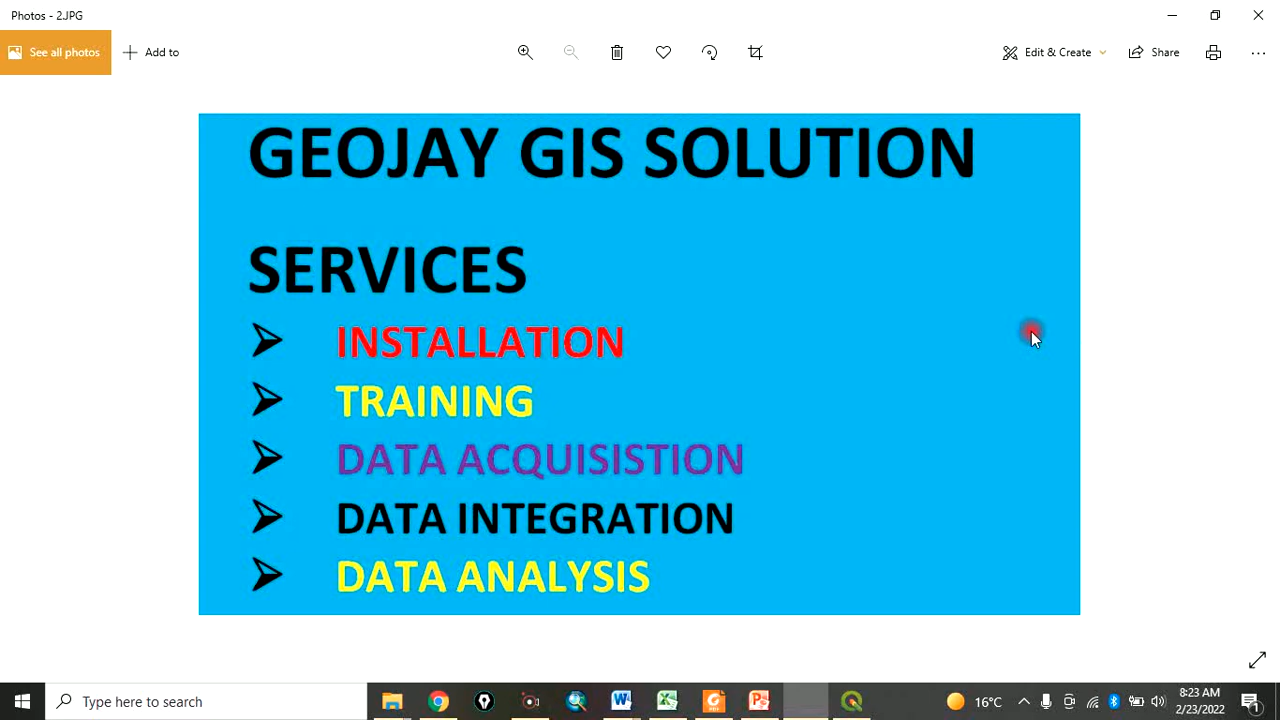 Photos - 2.JPG
See all photos
Add to
Edit & Create
Share
GEOJAY GIS SOLUTION
SERVICES
INSTALLATION
TRAINING
DATA ACQUISISTION
DATA INTEGRATION
DATA ANALYSIS
Type here to search
16°C
8:23 AM
2/23/2022